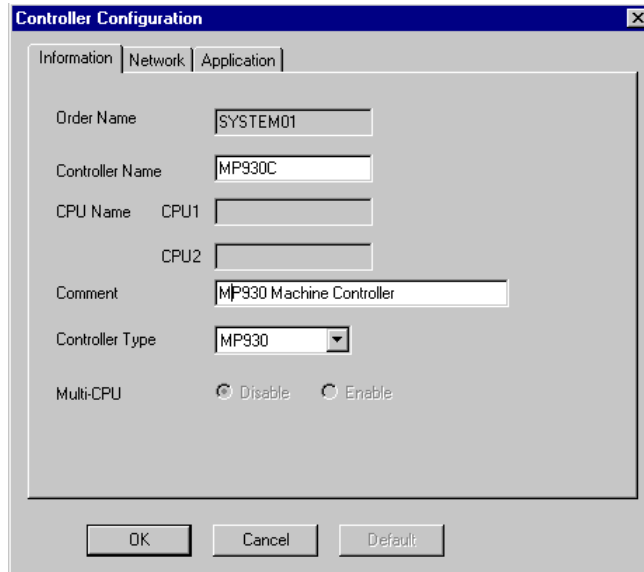 Controller Configuration
Information Network Application
Order Name SYSTEM01
Controller Name MP930C
CPU Name CPU1
CPU2
Comment MP930 Machine Controller
Controller Type MP930
Multi-CPU Disable Enable
OK Cancel Default